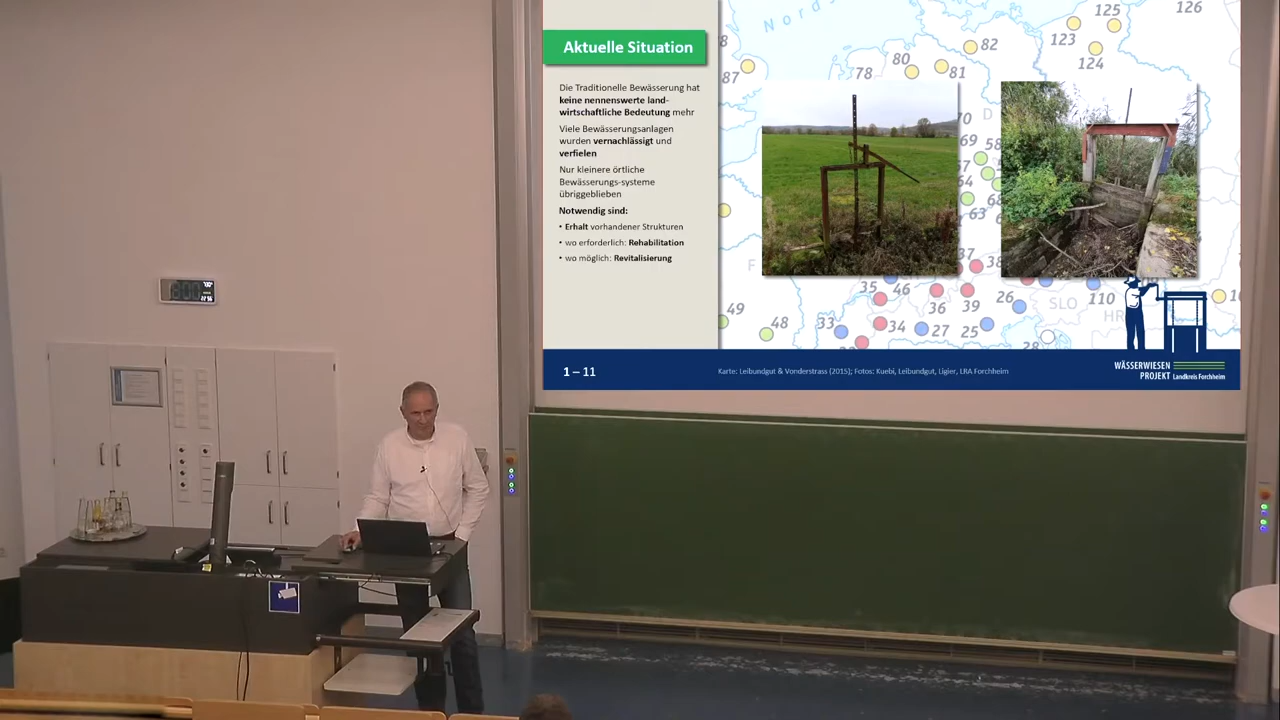 Aktuelle Situation
Die Traditionelle Bewässerung hat
keine nennenswerte land-
wirtschaftliche Bedeutung mehr
Viele Bewässerungsanlagen
wurden vernachlässigt und
verfielen
Nur kleinere örtliche
Bewässerungs-systeme
übriggeblieben
Notwendig sind:
• Erhalt vorhandener Strukturen
• wo erforderlich: Rehabilitation
• wo möglich: Revitalisierung
Nords
87
78
80
81
82
123
124
125
126
D
70
69
58
67
64
68
63
F
37
38
35
46
36
39
26
SLO
110
HR
49
48
33
34
27
25
28
1 – 11
Karte: Leibundgut & Vonderstrass (2015); Fotos: Kuebi, Leibundgut, Ligier, LRA Forchheim
WÄSSERWIESEN
PROJEKT Landkreis Forchheim